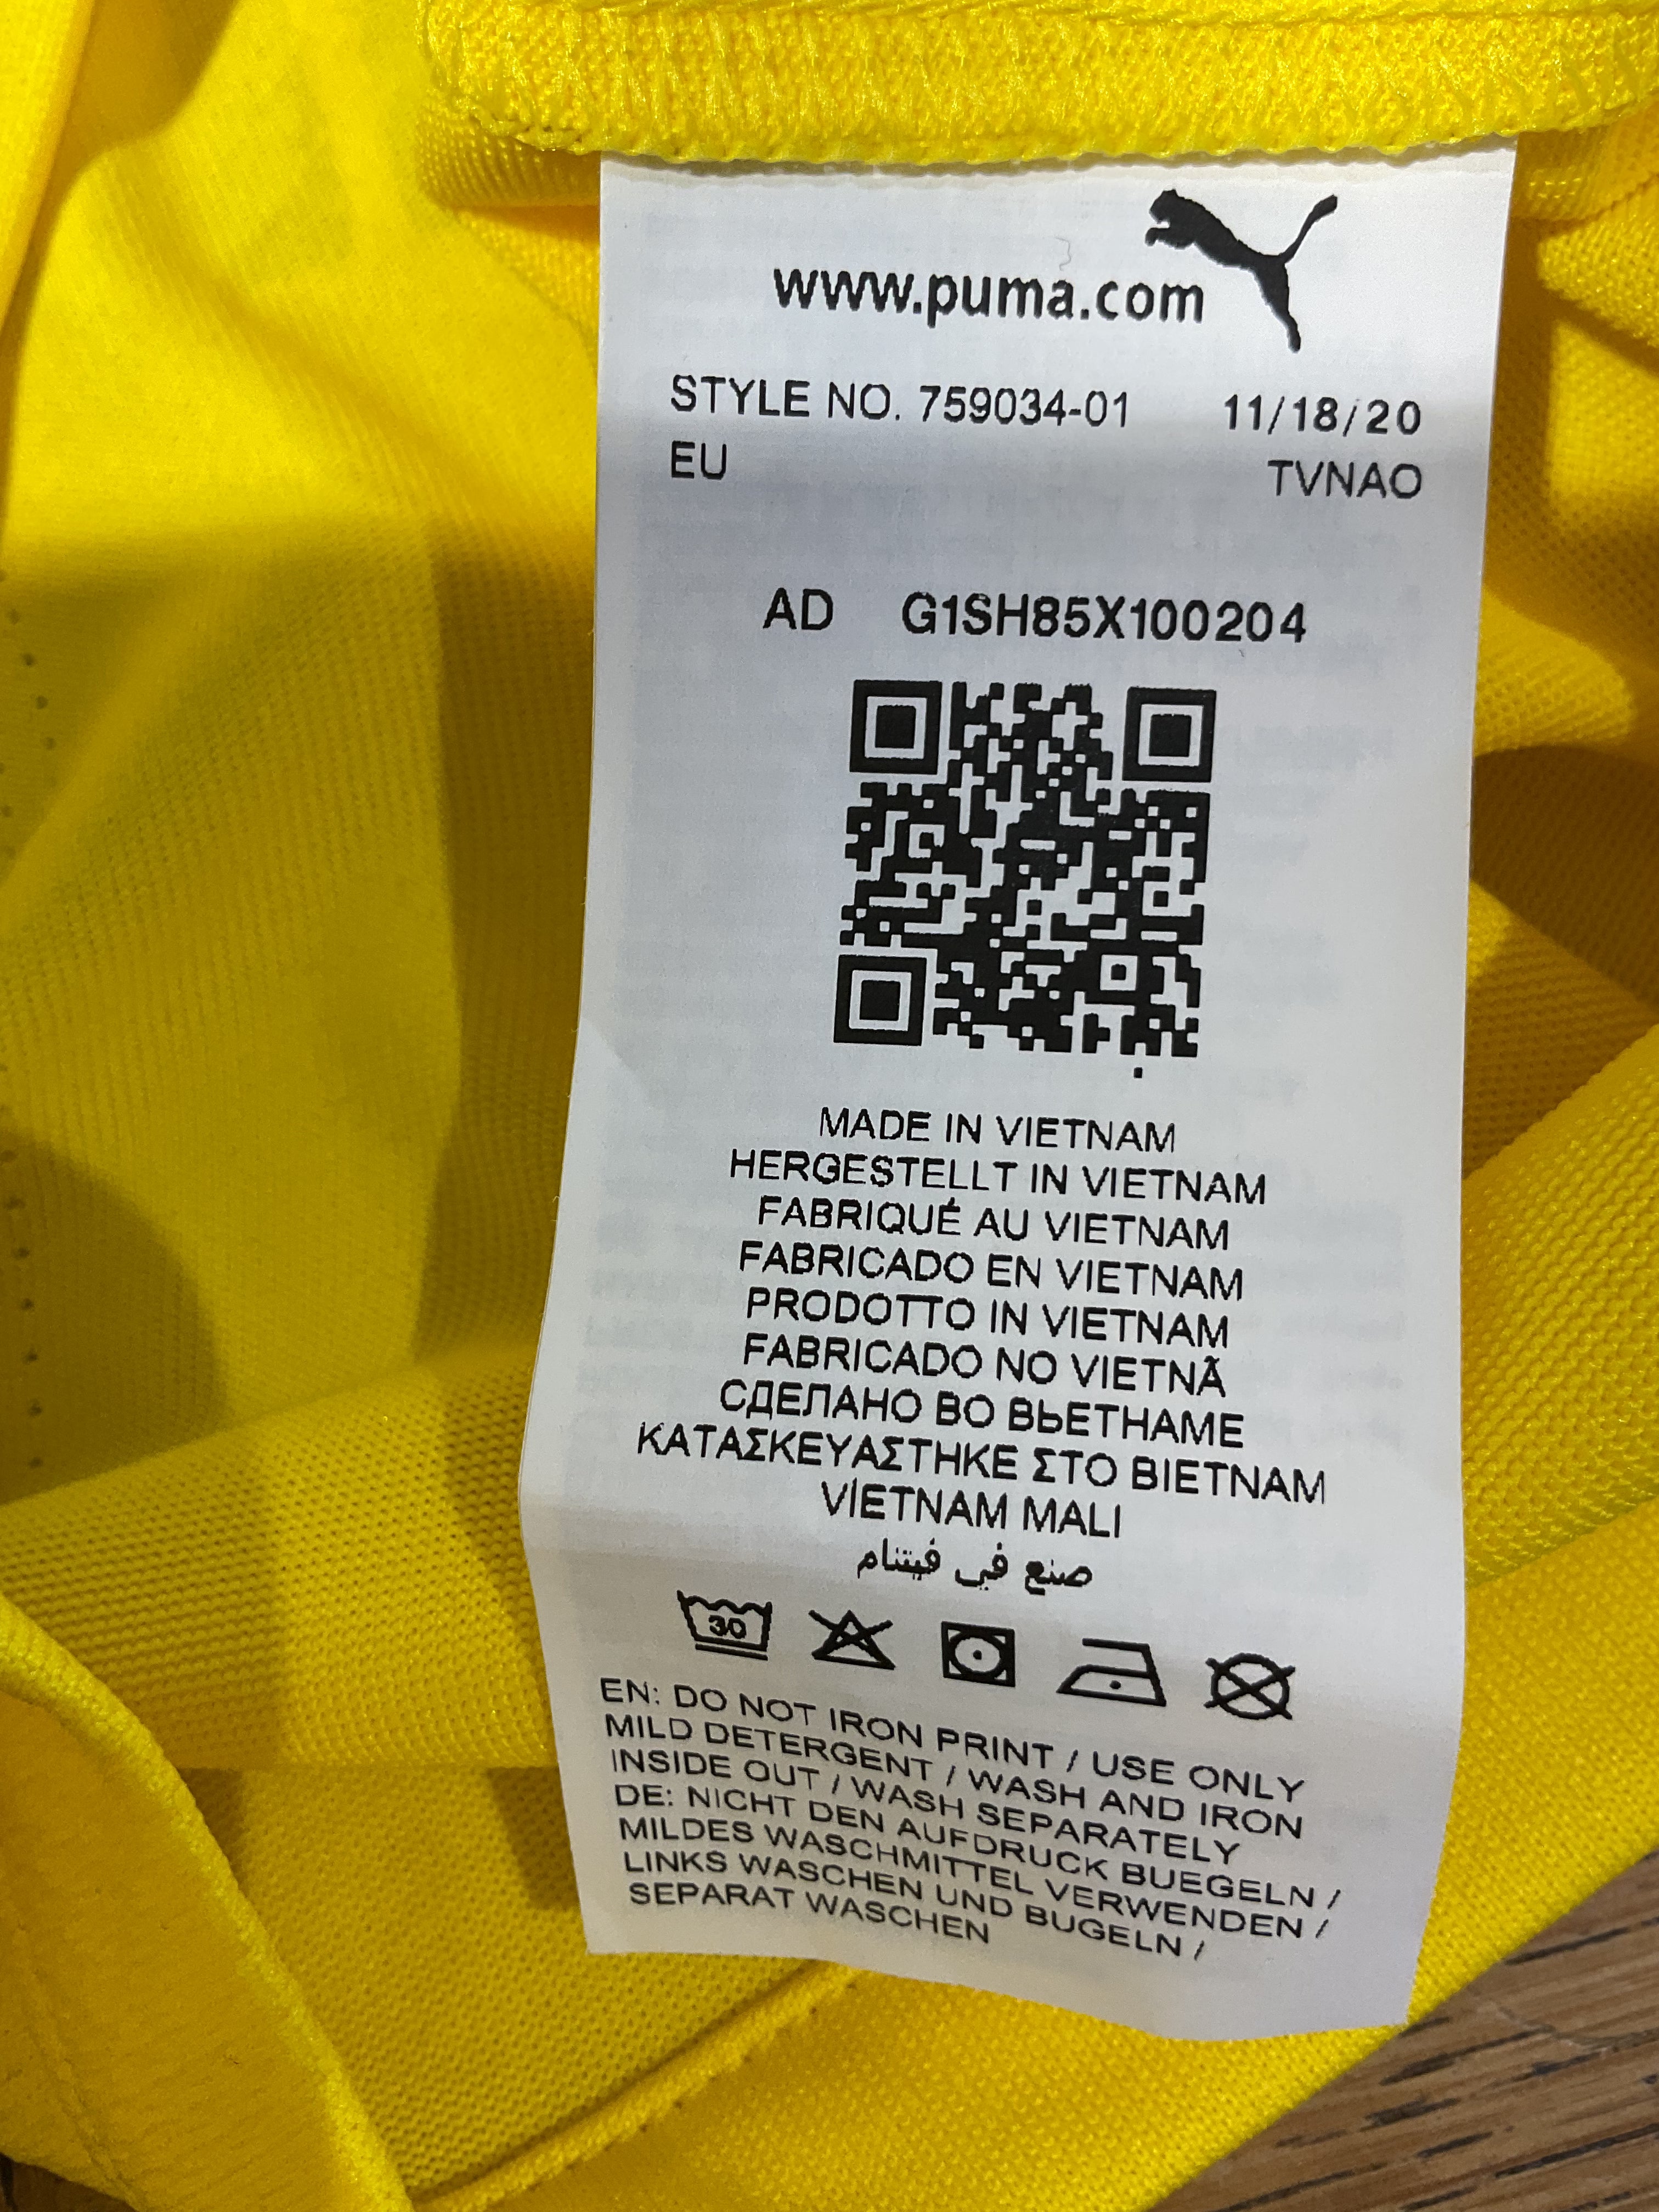 www.puma.com
STYLE NO. 759034-01 11/18/20
EU TVNAO
AD G1SH85X100204
MADE IN VIETNAM
HERGESTELLT IN VIETNAM
FABRIQUÉ AU VIETNAM
FABRICADO EN VIETNAM
PRODOTTO IN VIETNAM
FABRICADO NO VIETNÃ
СДЕЛАНО ВО ВЬЕТНАМЕ
ΚΑΤΑΣΚΕΥΑΣΤΗΚΕ ΣΤΟ ΒΙΕΤΝΑΜ
VİETNAM MALI
صنع في فيتنام
30
EN: DO NOT IRON PRINT / USE ONLY
MILD DETERGENT / WASH AND IRON
INSIDE OUT / WASH SEPARATELY
DE: NICHT DEN AUFDRUCK BUEGELN /
MILDES WASCHMITTEL VERWENDEN /
LINKS WASCHEN UND BUGELN /
SEPARAT WASCHEN